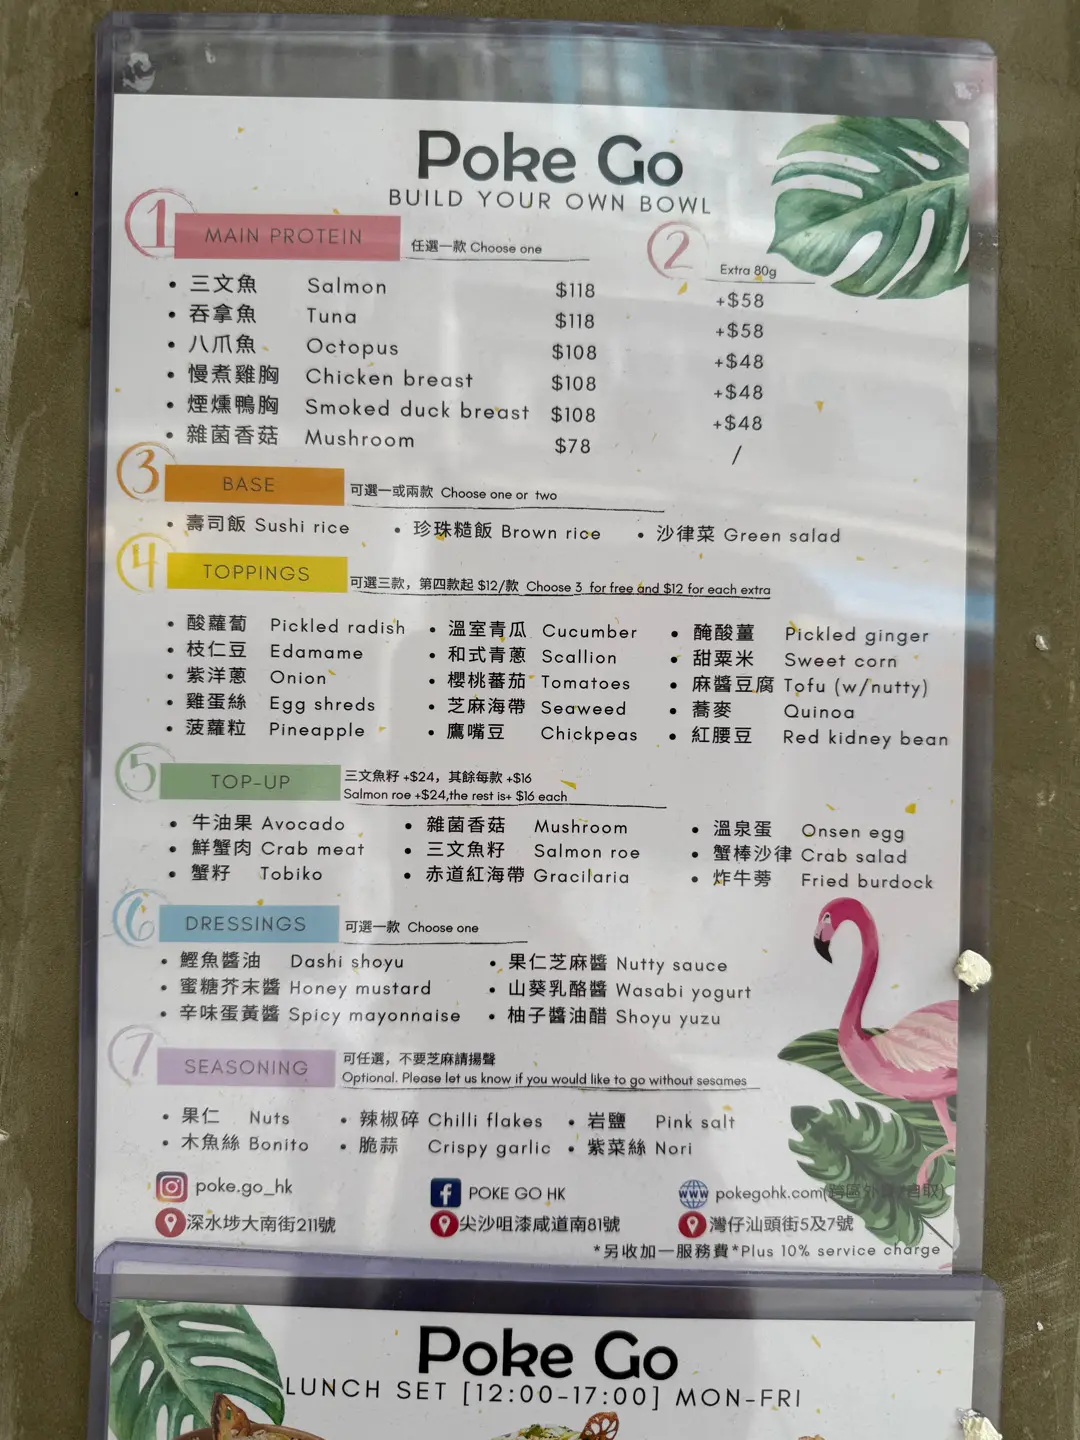 Poke Go
BUILD YOUR OWN BOWL
1 MAIN PROTEIN 任選一款 Choose one 2 Extra 80g
• 三文魚 Salmon $118 +$58
• 吞拿魚 Tuna $118 +$58
• 八爪魚 Octopus $108 +$48
• 慢煮雞胸 Chicken breast $108 +$48
• 煙燻鴨胸 Smoked duck breast $108 +$48
• 雜菌香菇 Mushroom $78 /
3 BASE 可選一或兩款 Choose one or two
• 壽司飯 Sushi rice • 珍珠糙飯 Brown rice • 沙律菜 Green salad
4 TOPPINGS 可選三款，第四款起 $12/款 Choose 3 for free and $12 for each extra
• 酸蘿蔔 Pickled radish • 溫室青瓜 Cucumber • 醃酸薑 Pickled ginger
• 枝仁豆 Edamame • 和式青蔥 Scallion • 甜粟米 Sweet corn
• 紫洋蔥 Onion • 櫻桃蕃茄 Tomatoes • 麻醬豆腐 Tofu (w/nutty)
• 雞蛋絲 Egg shreds • 芝麻海帶 Seaweed • 蕎麥 Quinoa
• 菠蘿粒 Pineapple • 鷹嘴豆 Chickpeas • 紅腰豆 Red kidney bean
5 TOP-UP 三文魚籽 +$24，其餘每款 +$16
Salmon roe +$24,the rest is+ $16 each
• 牛油果 Avocado • 雜菌香菇 Mushroom • 溫泉蛋 Onsen egg
• 鮮蟹肉 Crab meat • 三文魚籽 Salmon roe • 蟹棒沙律 Crab salad
• 蟹籽 Tobiko • 赤道紅海帶 Gracilaria • 炸牛蒡 Fried burdock
6 DRESSINGS 可選一款 Choose one
• 鰹魚醬油 Dashi shoyu • 果仁芝麻醬 Nutty sauce
• 蜜糖芥末醬 Honey mustard • 山葵乳酪醬 Wasabi yogurt
• 辛味蛋黃醬 Spicy mayonnaise • 柚子醬油醋 Shoyu yuzu
7 SEASONING 可任選，不要芝麻請揚聲
Optional. Please let us know if you would like to go without sesames
• 果仁 Nuts • 辣椒碎 Chilli flakes • 岩鹽 Pink salt
• 木魚絲 Bonito • 脆蒜 Crispy garlic • 紫菜絲 Nori
poke.go_hk POKE GO HK www pokegohk.com(跨區外賣/自取)
深水埗大南街211號 尖沙咀漆咸道南81號 灣仔汕頭街5及7號
*另收加一服務費*Plus 10% service charge
Poke Go
LUNCH SET [12:00-17:00] MON-FRI